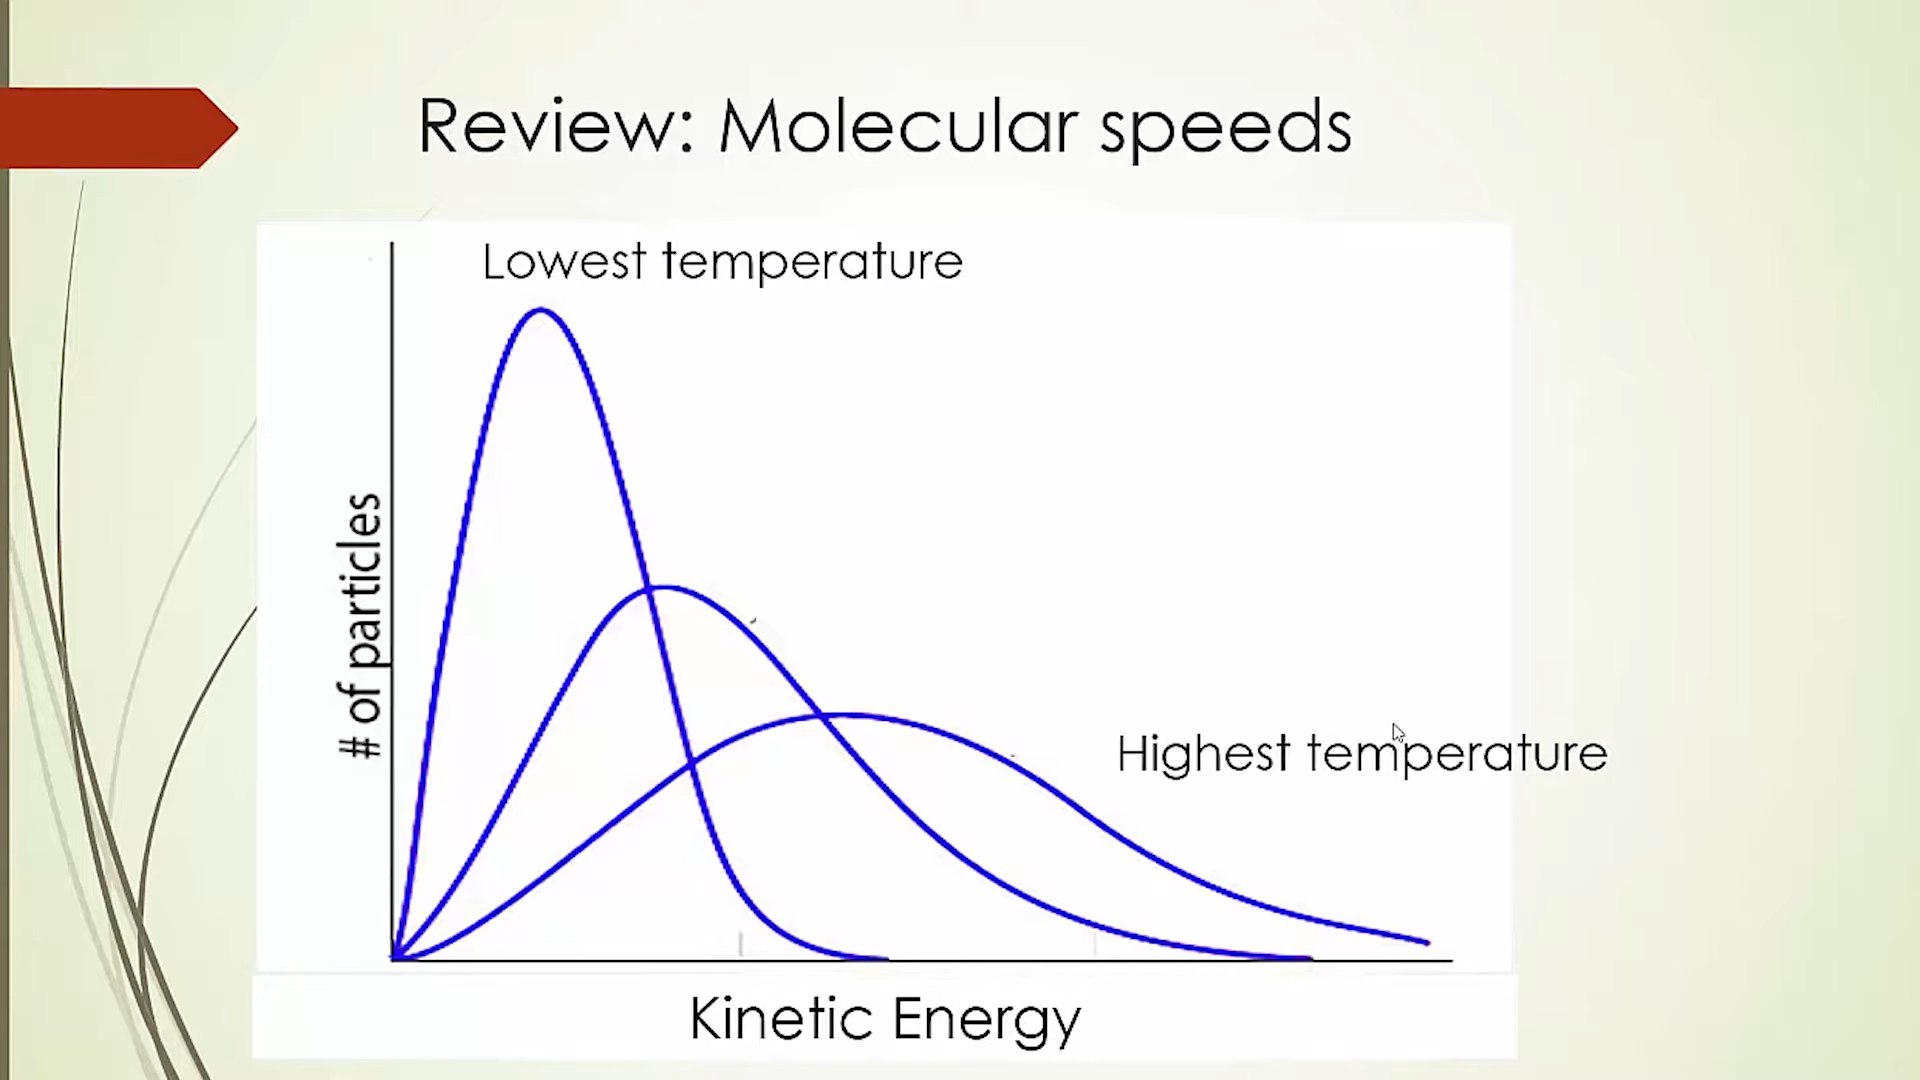 Review: Molecular speeds
Lowest temperature
# of particles
Highest temperature
Kinetic Energy